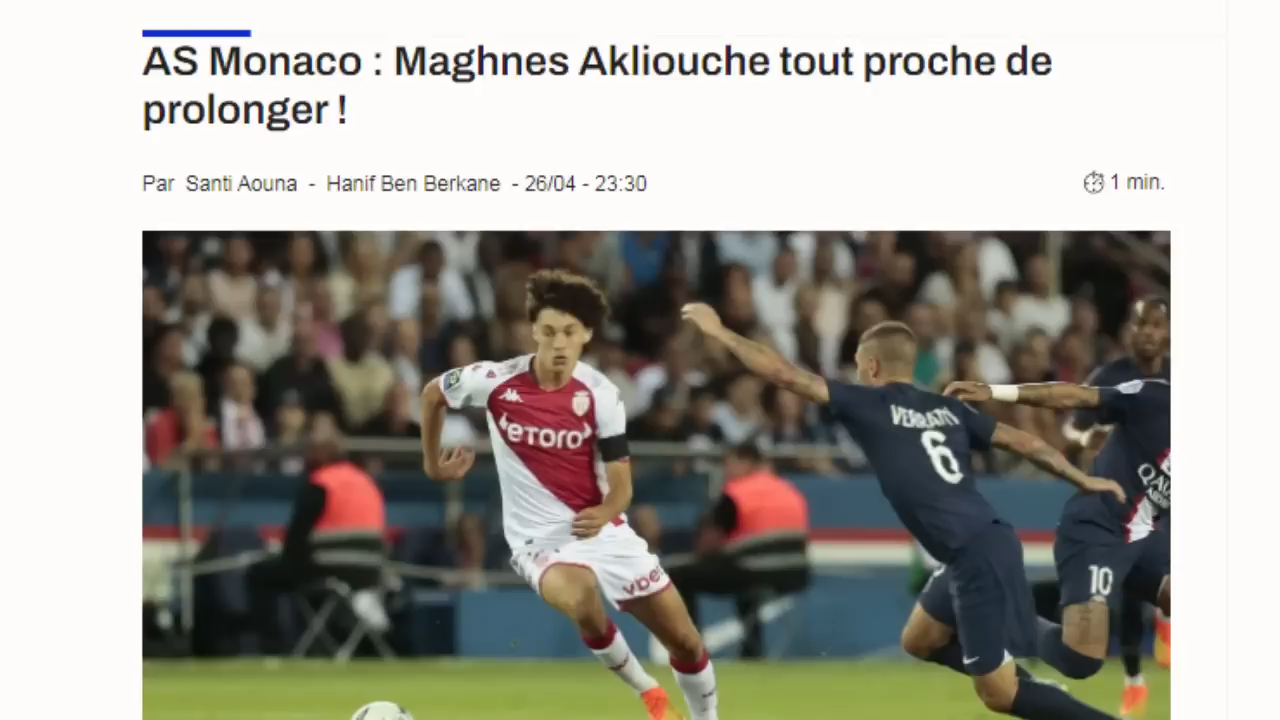 AS Monaco : Maghnes Akliouche tout proche de
prolonger !
Par Santi Aouna - Hanif Ben Berkane - 26/04 - 23:30
1 min.
etoro
VERRATTI
6
10